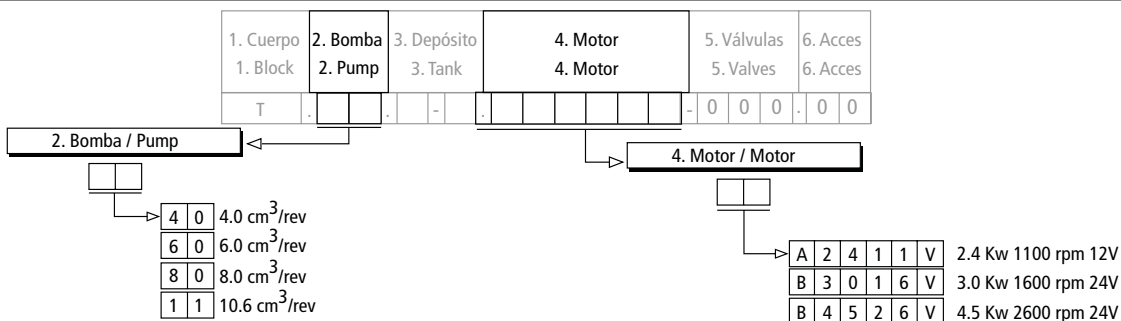 1. Cuerpo 2. Bomba 3. Depósito 4. Motor 5. Válvulas 6. Acces
1. Block 2. Pump 3. Tank 4. Motor 5. Valves 6. Acces
T . . - . - 0 0 0 . 0 0
2. Bomba / Pump
4. Motor / Motor
4 0 4.0 cm³/rev
6 0 6.0 cm³/rev
8 0 8.0 cm³/rev
1 1 10.6 cm³/rev
A 2 4 1 1 V 2.4 Kw 1100 rpm 12V
B 3 0 1 6 V 3.0 Kw 1600 rpm 24V
B 4 5 2 6 V 4.5 Kw 2600 rpm 24V